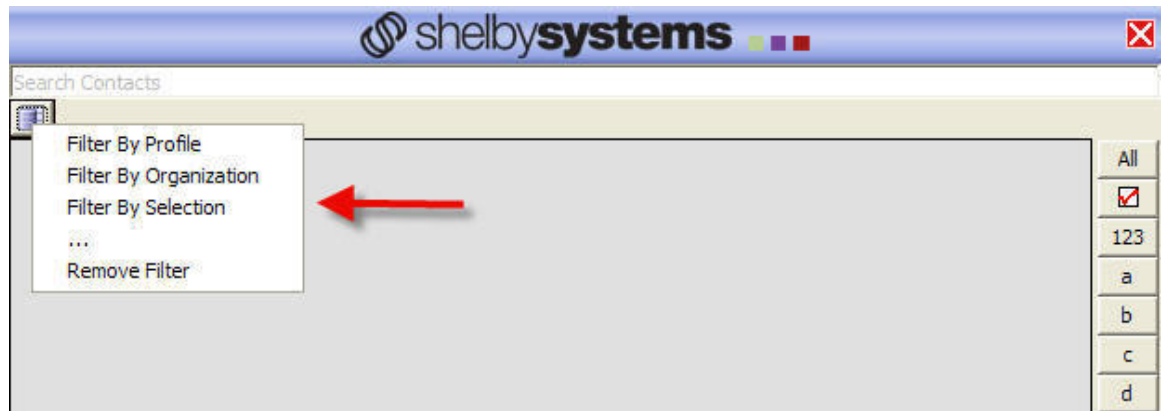 shelbysystems
Search Contacts
Filter By Profile
Filter By Organization
Filter By Selection
...
Remove Filter
All
123
a
b
c
d